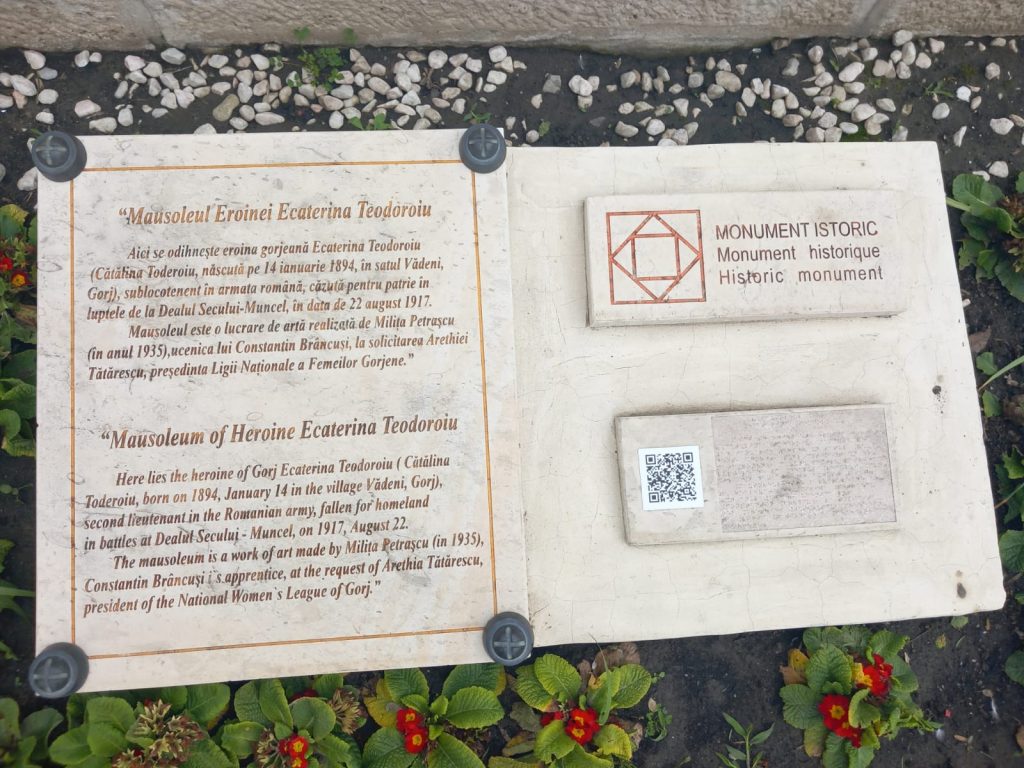 “Mausoleul Eroinei Ecaterina Teodoroiu
Aici se odihnește eroina gorjeană Ecaterina Teodoroiu
(Cătălina Toderoiu, născută pe 14 ianuarie 1894, în satul Vădeni,
Gorj), sublocotenent în armata română, căzută pentru patrie în
luptele de la Dealul Secului-Muncel, în data de 22 august 1917.
Mausoleul este o lucrare de artă realizată de Milița Petrașcu
(în anul 1935),ucenica lui Constantin Brâncuși, la solicitarea Arethiei
Tătărescu, președinta Ligii Naționale a Femeilor Gorjene.”
“Mausoleum of Heroine Ecaterina Teodoroiu
Here lies the heroine of Gorj Ecaterina Teodoroiu ( Cătălina
Toderoiu, born on 1894, January 14 in the village Vădeni, Gorj),
second lieutenant in the Romanian army, fallen for homeland
in battles at Dealul Secului - Muncel, on 1917, August 22.
The mausoleum is a work of art made by Milița Petrașcu (in 1935),
Constantin Brâncuși i`s apprentice, at the request of Arethia Tătărescu,
president of the National Women`s League of Gorj.”
MONUMENT ISTORIC
Monument historique
Historic monument